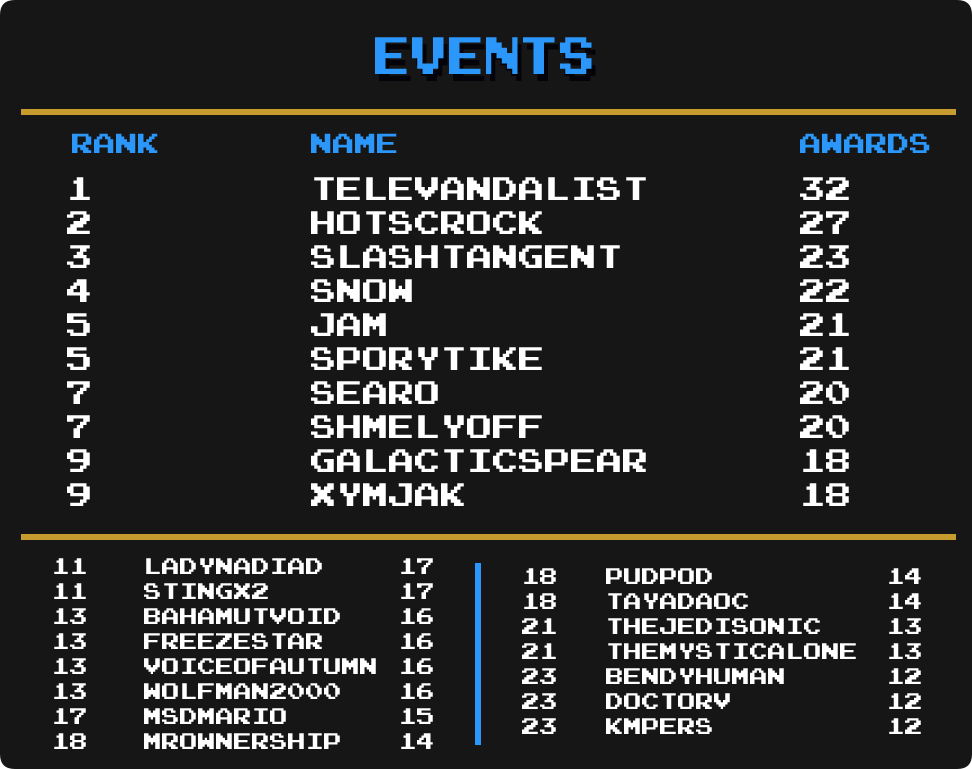 EVENTS
RANK NAME AWARDS
1 TELEVANDALIST 32
2 HOTSCROCK 27
3 SLASHTANGENT 23
4 SNOW 22
5 JAM 21
5 SPORYTIKE 21
7 SEARO 20
7 SHMELYOFF 20
9 GALACTICSPEAR 18
9 XYMJAK 18
11 LADYNADIAD 17
11 STINGX2 17
13 BAHAMUTVOID 16
13 FREEZESTAR 16
13 VOICEOFAUTUMN 16
13 WOLFMAN2000 16
17 MSDMARIO 15
18 MROWNERSHIP 14
18 PUDPOD 14
18 TAYADAOC 14
21 THEJEDISONIC 13
21 THEMYSTICALONE 13
23 BENDYHUMAN 12
23 DOCTORV 12
23 KMPERS 12